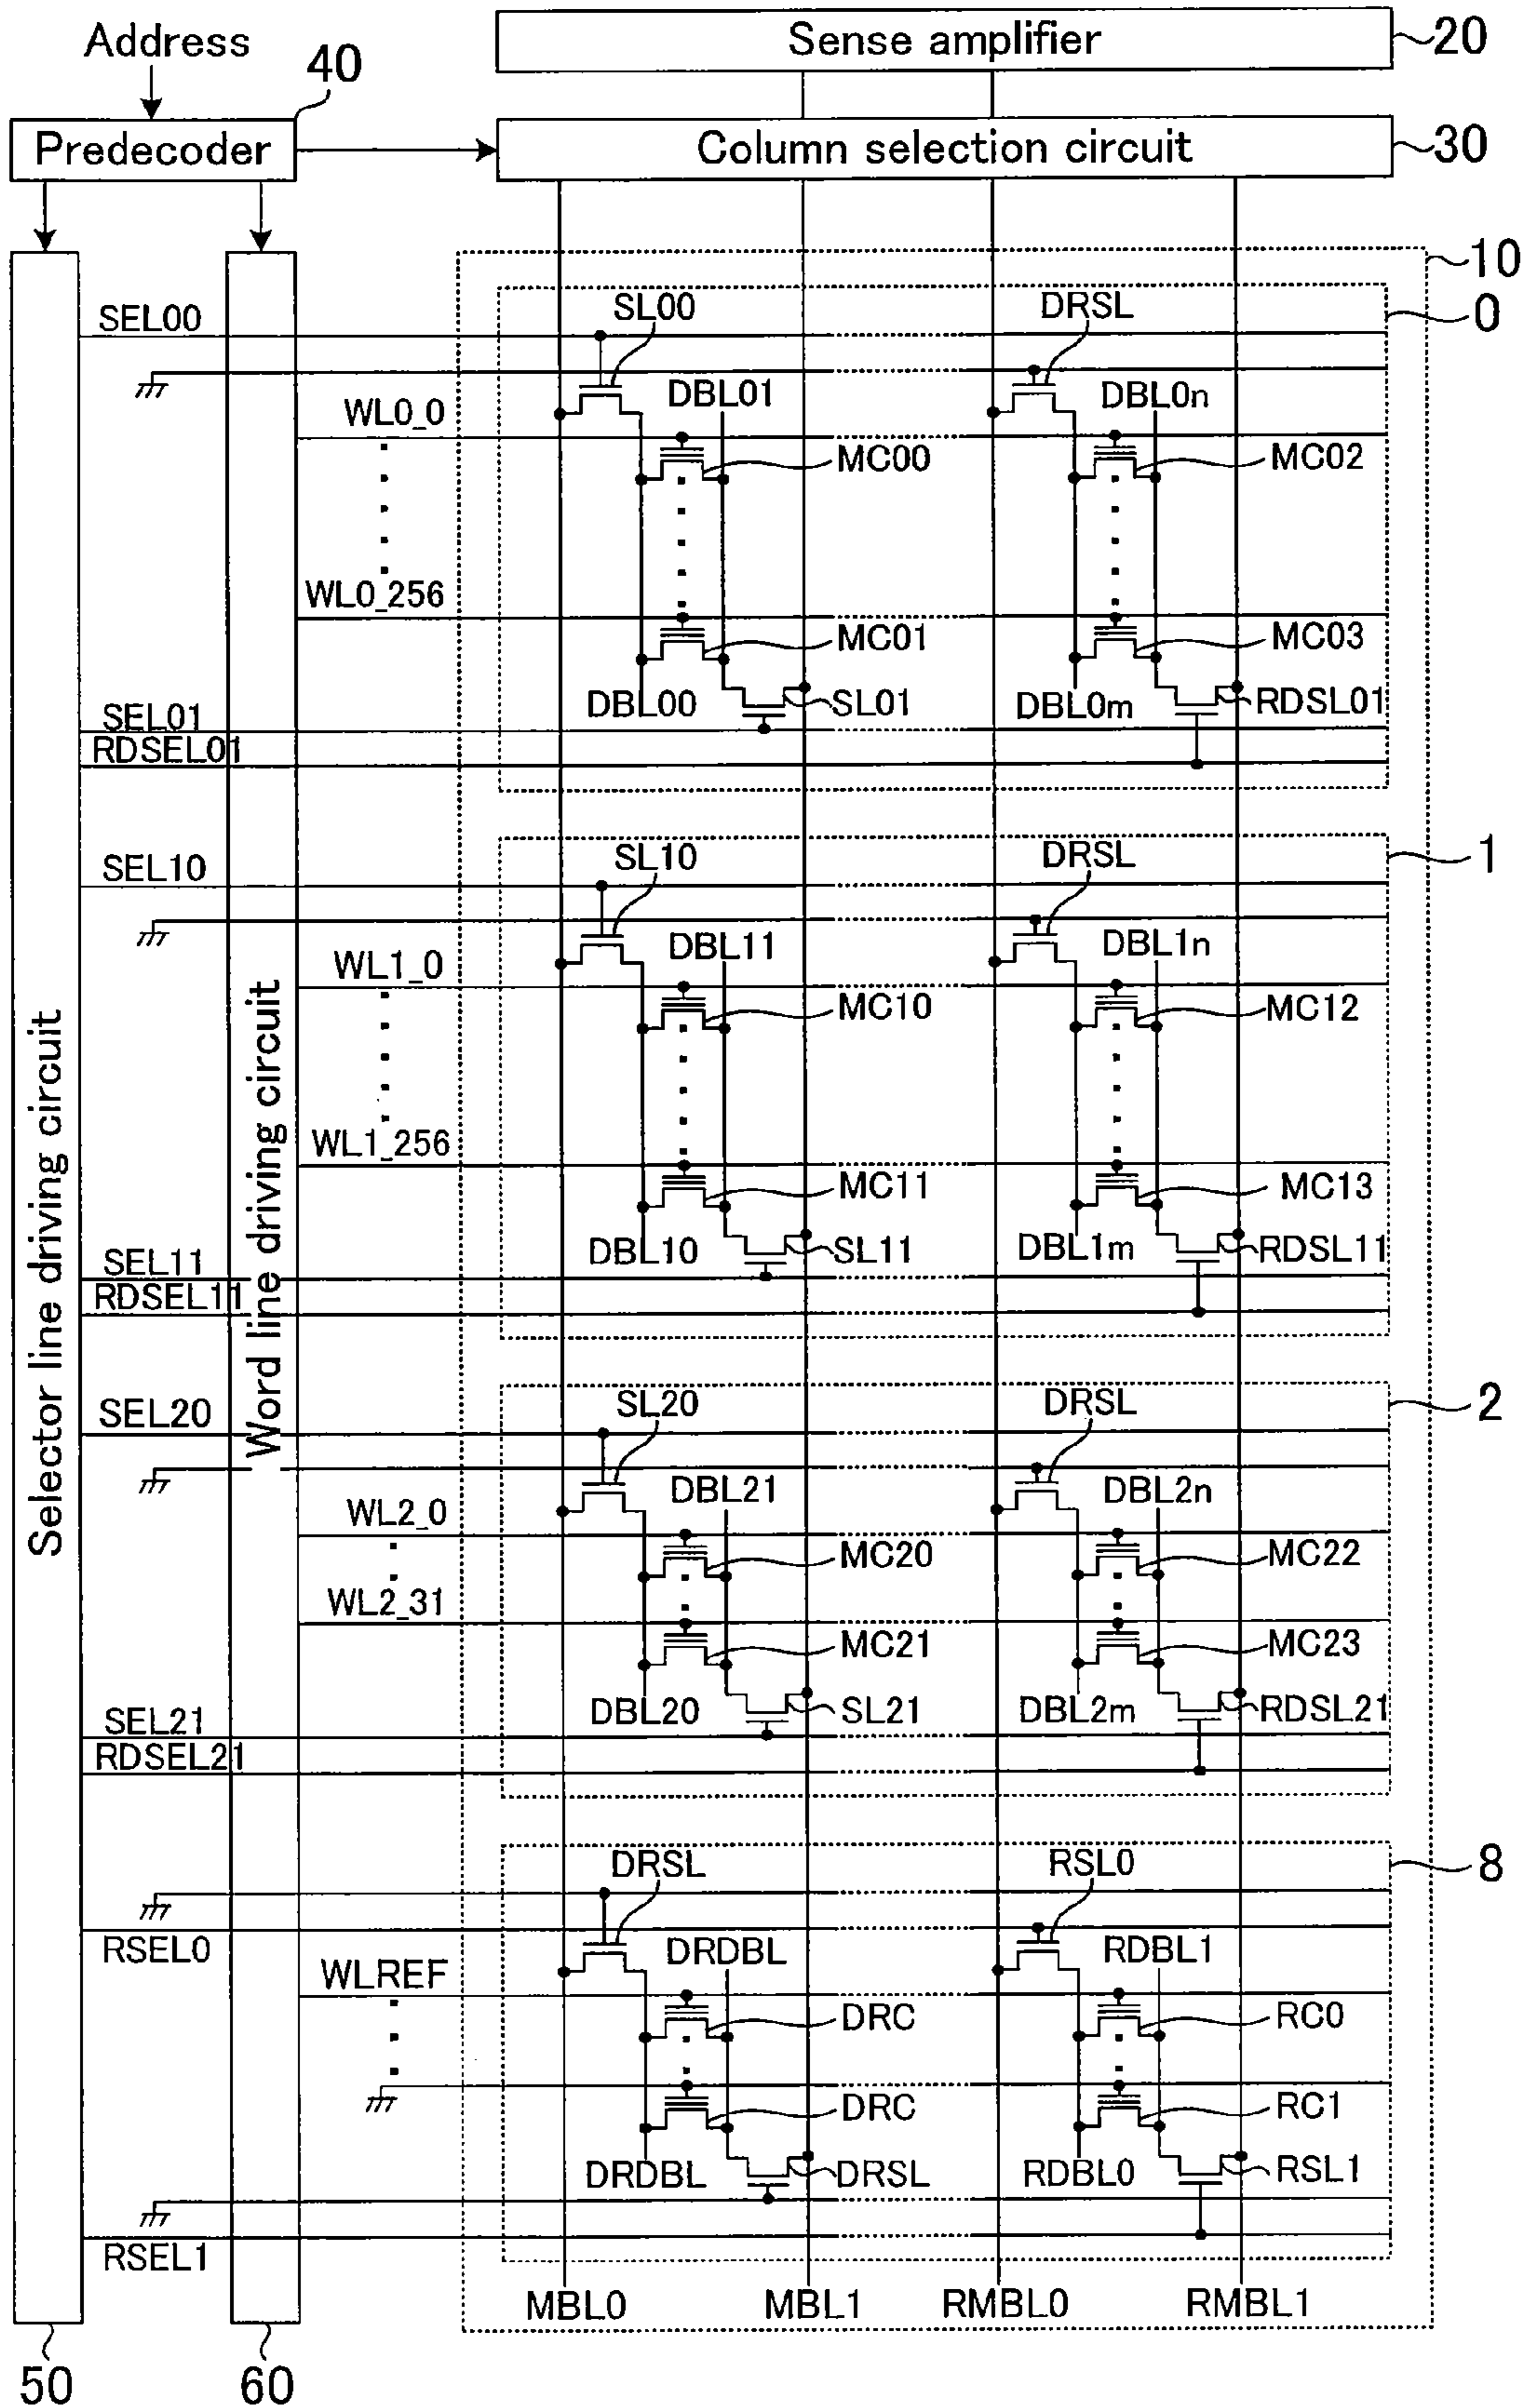 Address
40
Sense amplifier
20
Predecoder
Column selection circuit
30
10
0
SEL00
SL00
DRSL
DBL01
DBL0n
WL0_0
MC00
MC02
WL0_256
MC01
MC03
DBL00
SL01
DBL0m
RDSL01
SEL01
RDSEL01
1
SEL10
SL10
DRSL
DBL11
DBL1n
WL1_0
MC10
MC12
WL1_256
MC11
MC13
DBL10
SL11
DBL1m
RDSL11
SEL11
RDSEL11
Selector line driving circuit
Word line driving circuit
2
SEL20
SL20
DRSL
DBL21
DBL2n
WL2_0
MC20
MC22
WL2_31
MC21
MC23
DBL20
SL21
DBL2m
RDSL21
SEL21
RDSEL21
8
DRSL
RSL0
RSEL0
DRDBL
RDBL1
WLREF
DRC
RC0
DRC
RC1
DRDBL
DRSL
RDBL0
RSL1
RSEL1
MBL0
MBL1
RMBL0
RMBL1
50
60